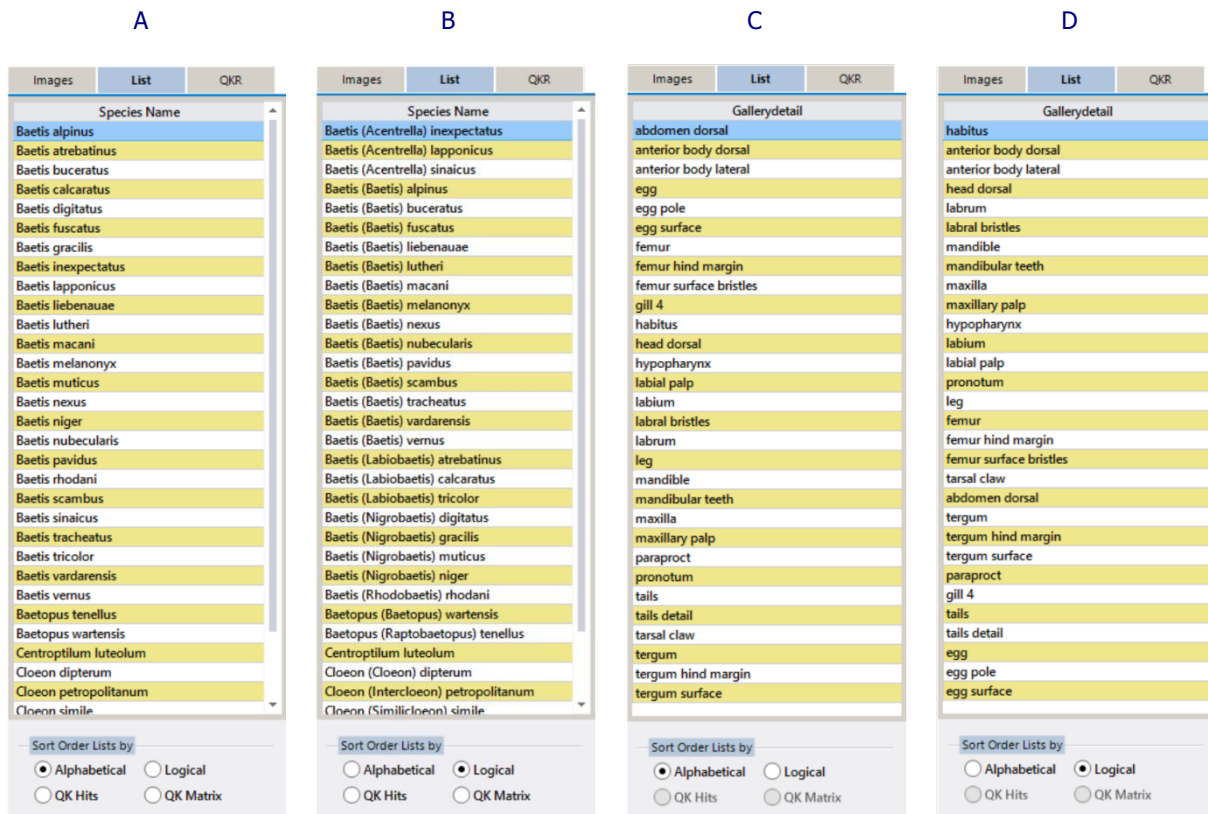 A
B
C
D
Images List QKR
Species Name
Baetis alpinus
Baetis atrebatinus
Baetis buceratus
Baetis calcaratus
Baetis digitatus
Baetis fuscatus
Baetis gracilis
Baetis inexpectatus
Baetis lapponicus
Baetis liebenauae
Baetis lutheri
Baetis macani
Baetis melanonyx
Baetis muticus
Baetis nexus
Baetis niger
Baetis nubecularis
Baetis pavidus
Baetis rhodani
Baetis scambus
Baetis sinaicus
Baetis tracheatus
Baetis tricolor
Baetis vardarensis
Baetis vernus
Baetopus tenellus
Baetopus wartensis
Centroptilum luteolum
Cloeon dipterum
Cloeon petropolitanum
Cloeon simile
Sort Order Lists by
Alphabetical Logical
QK Hits QK Matrix
Images List QKR
Species Name
Baetis (Acentrella) inexpectatus
Baetis (Acentrella) lapponicus
Baetis (Acentrella) sinaicus
Baetis (Baetis) alpinus
Baetis (Baetis) buceratus
Baetis (Baetis) fuscatus
Baetis (Baetis) liebenauae
Baetis (Baetis) lutheri
Baetis (Baetis) macani
Baetis (Baetis) melanonyx
Baetis (Baetis) nexus
Baetis (Baetis) nubecularis
Baetis (Baetis) pavidus
Baetis (Baetis) scambus
Baetis (Baetis) tracheatus
Baetis (Baetis) vardarensis
Baetis (Baetis) vernus
Baetis (Labiobaetis) atrebatinus
Baetis (Labiobaetis) calcaratus
Baetis (Labiobaetis) tricolor
Baetis (Nigrobaetis) digitatus
Baetis (Nigrobaetis) gracilis
Baetis (Nigrobaetis) muticus
Baetis (Nigrobaetis) niger
Baetis (Rhodobaetis) rhodani
Baetopus (Baetopus) wartensis
Baetopus (Raptobaetopus) tenellus
Centroptilum luteolum
Cloeon (Cloeon) dipterum
Cloeon (Intercloeon) petropolitanum
Cloeon (Similicloeon) simile
Sort Order Lists by
Alphabetical Logical
QK Hits QK Matrix
Images List QKR
Gallerydetail
abdomen dorsal
anterior body dorsal
anterior body lateral
egg
egg pole
egg surface
femur
femur hind margin
femur surface bristles
gill 4
habitus
head dorsal
hypopharynx
labial palp
labium
labral bristles
labrum
leg
mandible
mandibular teeth
maxilla
maxillary palp
paraproct
pronotum
tails
tails detail
tarsal claw
tergum
tergum hind margin
tergum surface
Sort Order Lists by
Alphabetical Logical
QK Hits QK Matrix
Images List QKR
Gallerydetail
habitus
anterior body dorsal
anterior body lateral
head dorsal
labrum
labral bristles
mandible
mandibular teeth
maxilla
maxillary palp
hypopharynx
labium
labial palp
pronotum
leg
femur
femur hind margin
femur surface bristles
tarsal claw
abdomen dorsal
tergum
tergum hind margin
tergum surface
paraproct
gill 4
tails
tails detail
egg
egg pole
egg surface
Sort Order Lists by
Alphabetical Logical
QK Hits QK Matrix